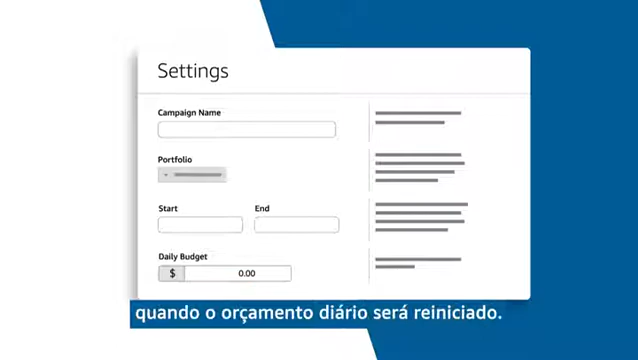 Settings
Campaign Name
Portfolio
Start End
Daily Budget
$ 0.00
quando o orçamento diário será reiniciado.